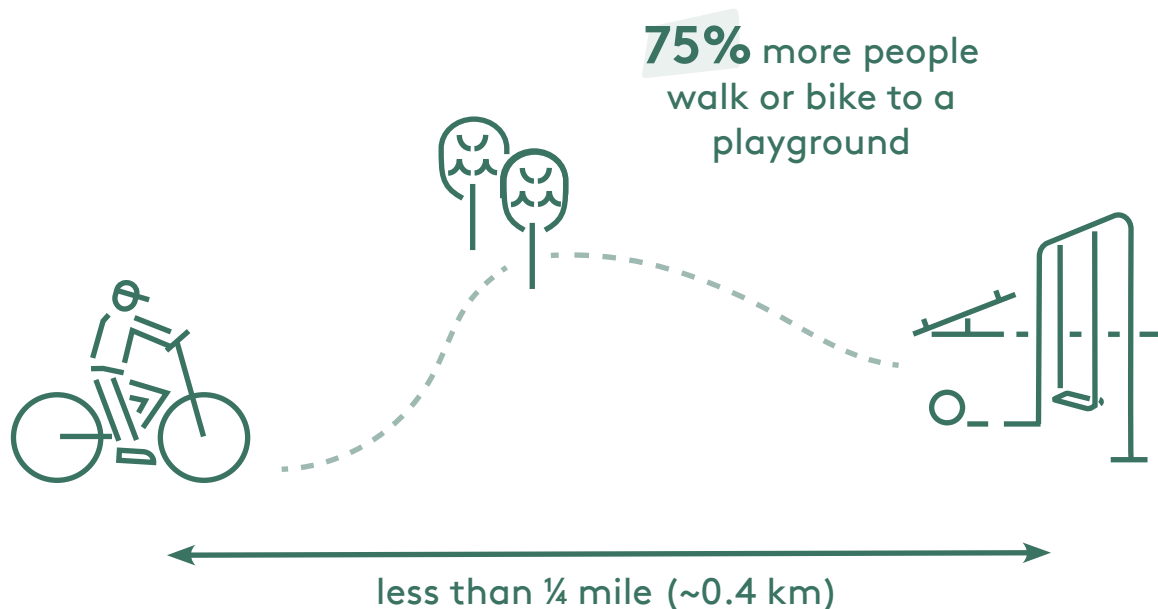 75% more people
walk or bike to a
playground
less than ¼ mile (~0.4 km)